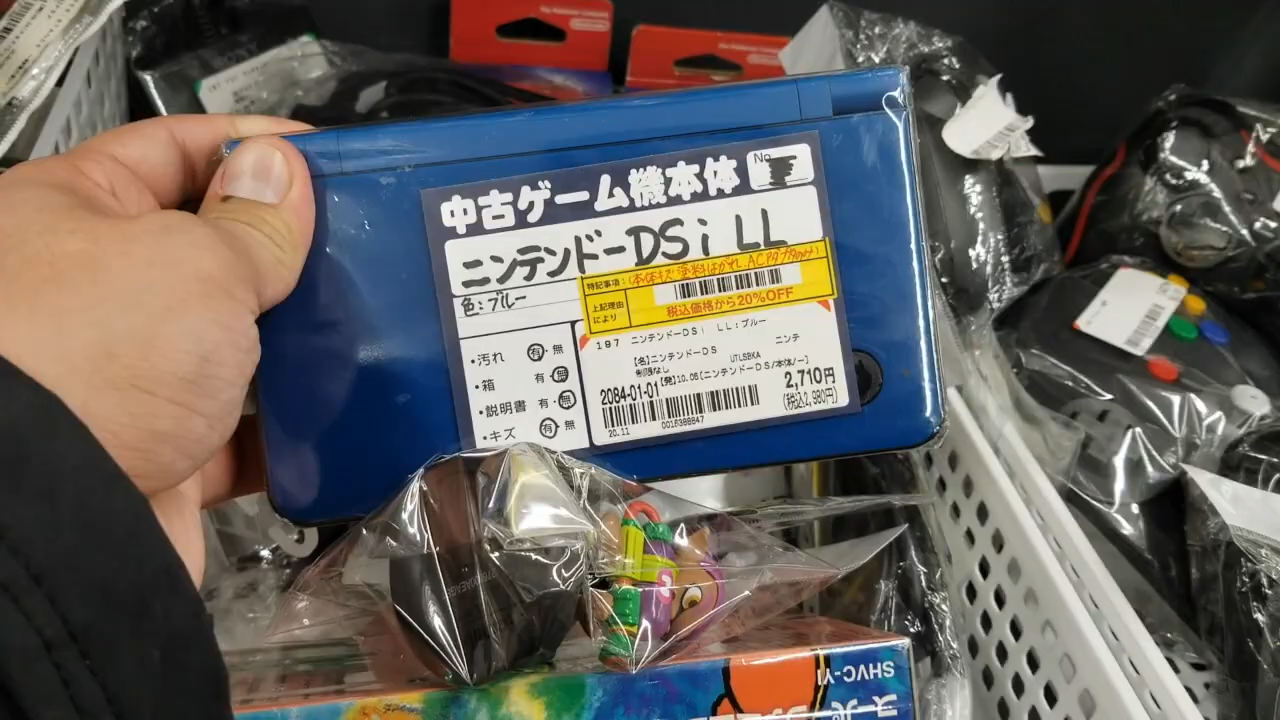 中古ゲーム機本体
No
ニンテンドーDSi LL
色:ブルー
特記事項:
上記理由
により
税込価格から20%OFF
・汚れ 有・無
・箱 有・無
・説明書 有・無
・キズ 有・無
197 ニンテンドーDSi LL:ブルー
ニンテ
【名】ニンテンドーDS
制限なし
UTLSBKA
【発】10.06[ニンテンドーDS/本体/ー]
2084-01-01
2,710円
(税込2,980円)
20.11 0016388847
SHVC-YI
スーパー